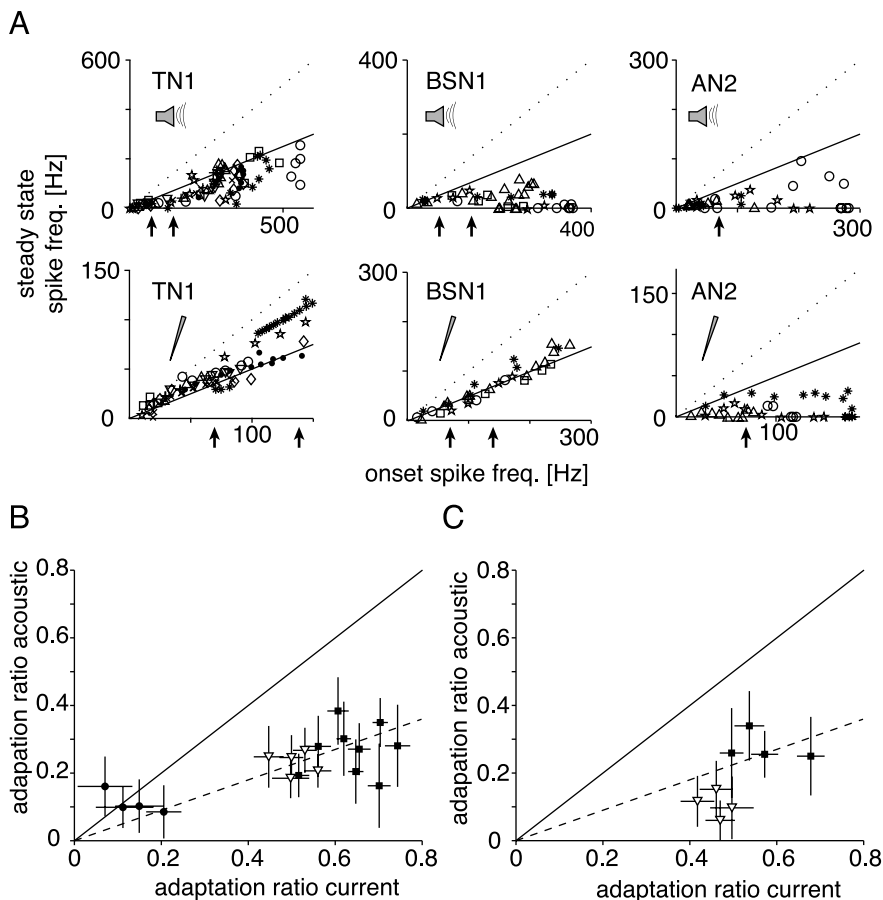 A
600
TN1
0
500
400
BSN1
0
400
300
AN2
0
300
steady state
spike freq. [Hz]
150
TN1
0
100
300
BSN1
0
300
150
AN2
0
100
onset spike freq. [Hz]
B
0.8
0.6
0.4
0.2
0
0.2
0.4
0.6
0.8
adapation ratio acoustic
adaptation ratio current
C
0.8
0.6
0.4
0.2
0
0
0.2
0.4
0.6
0.8
adapation ratio acoustic
adaptation ratio current